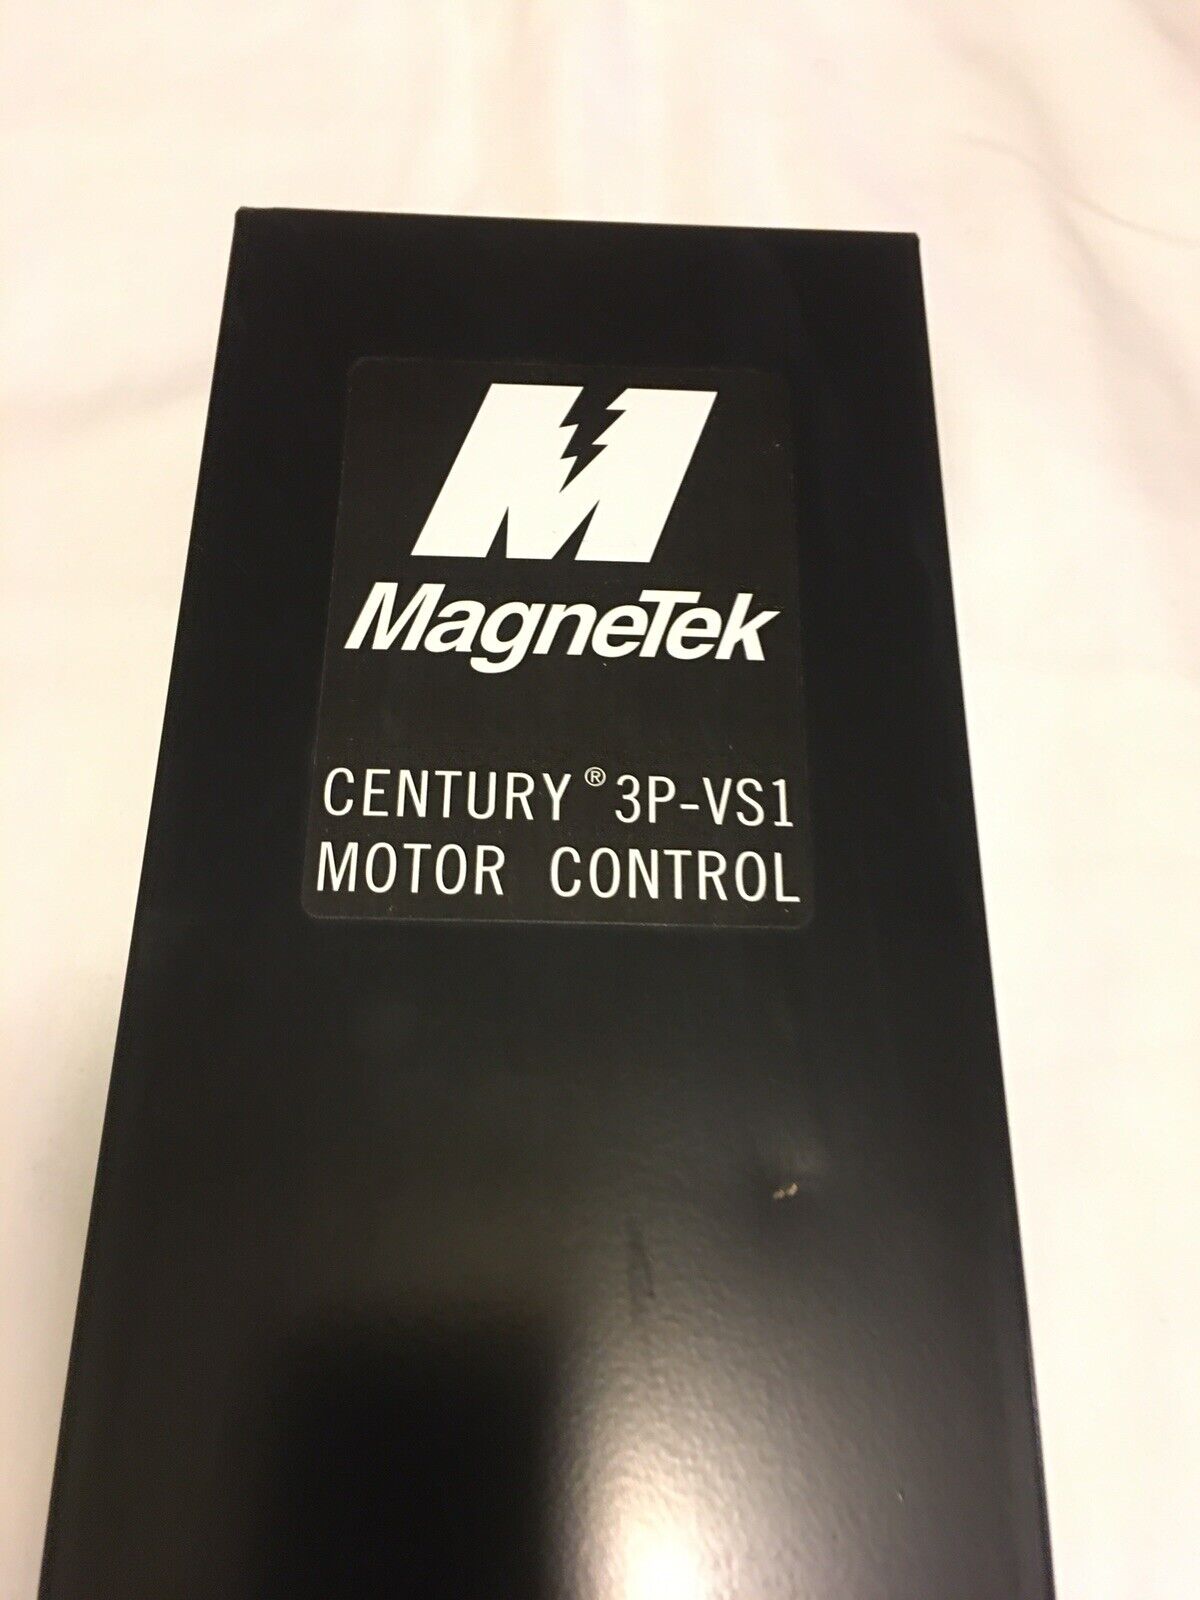 M
MagneTek
CENTURY® 3P-VS1
MOTOR CONTROL